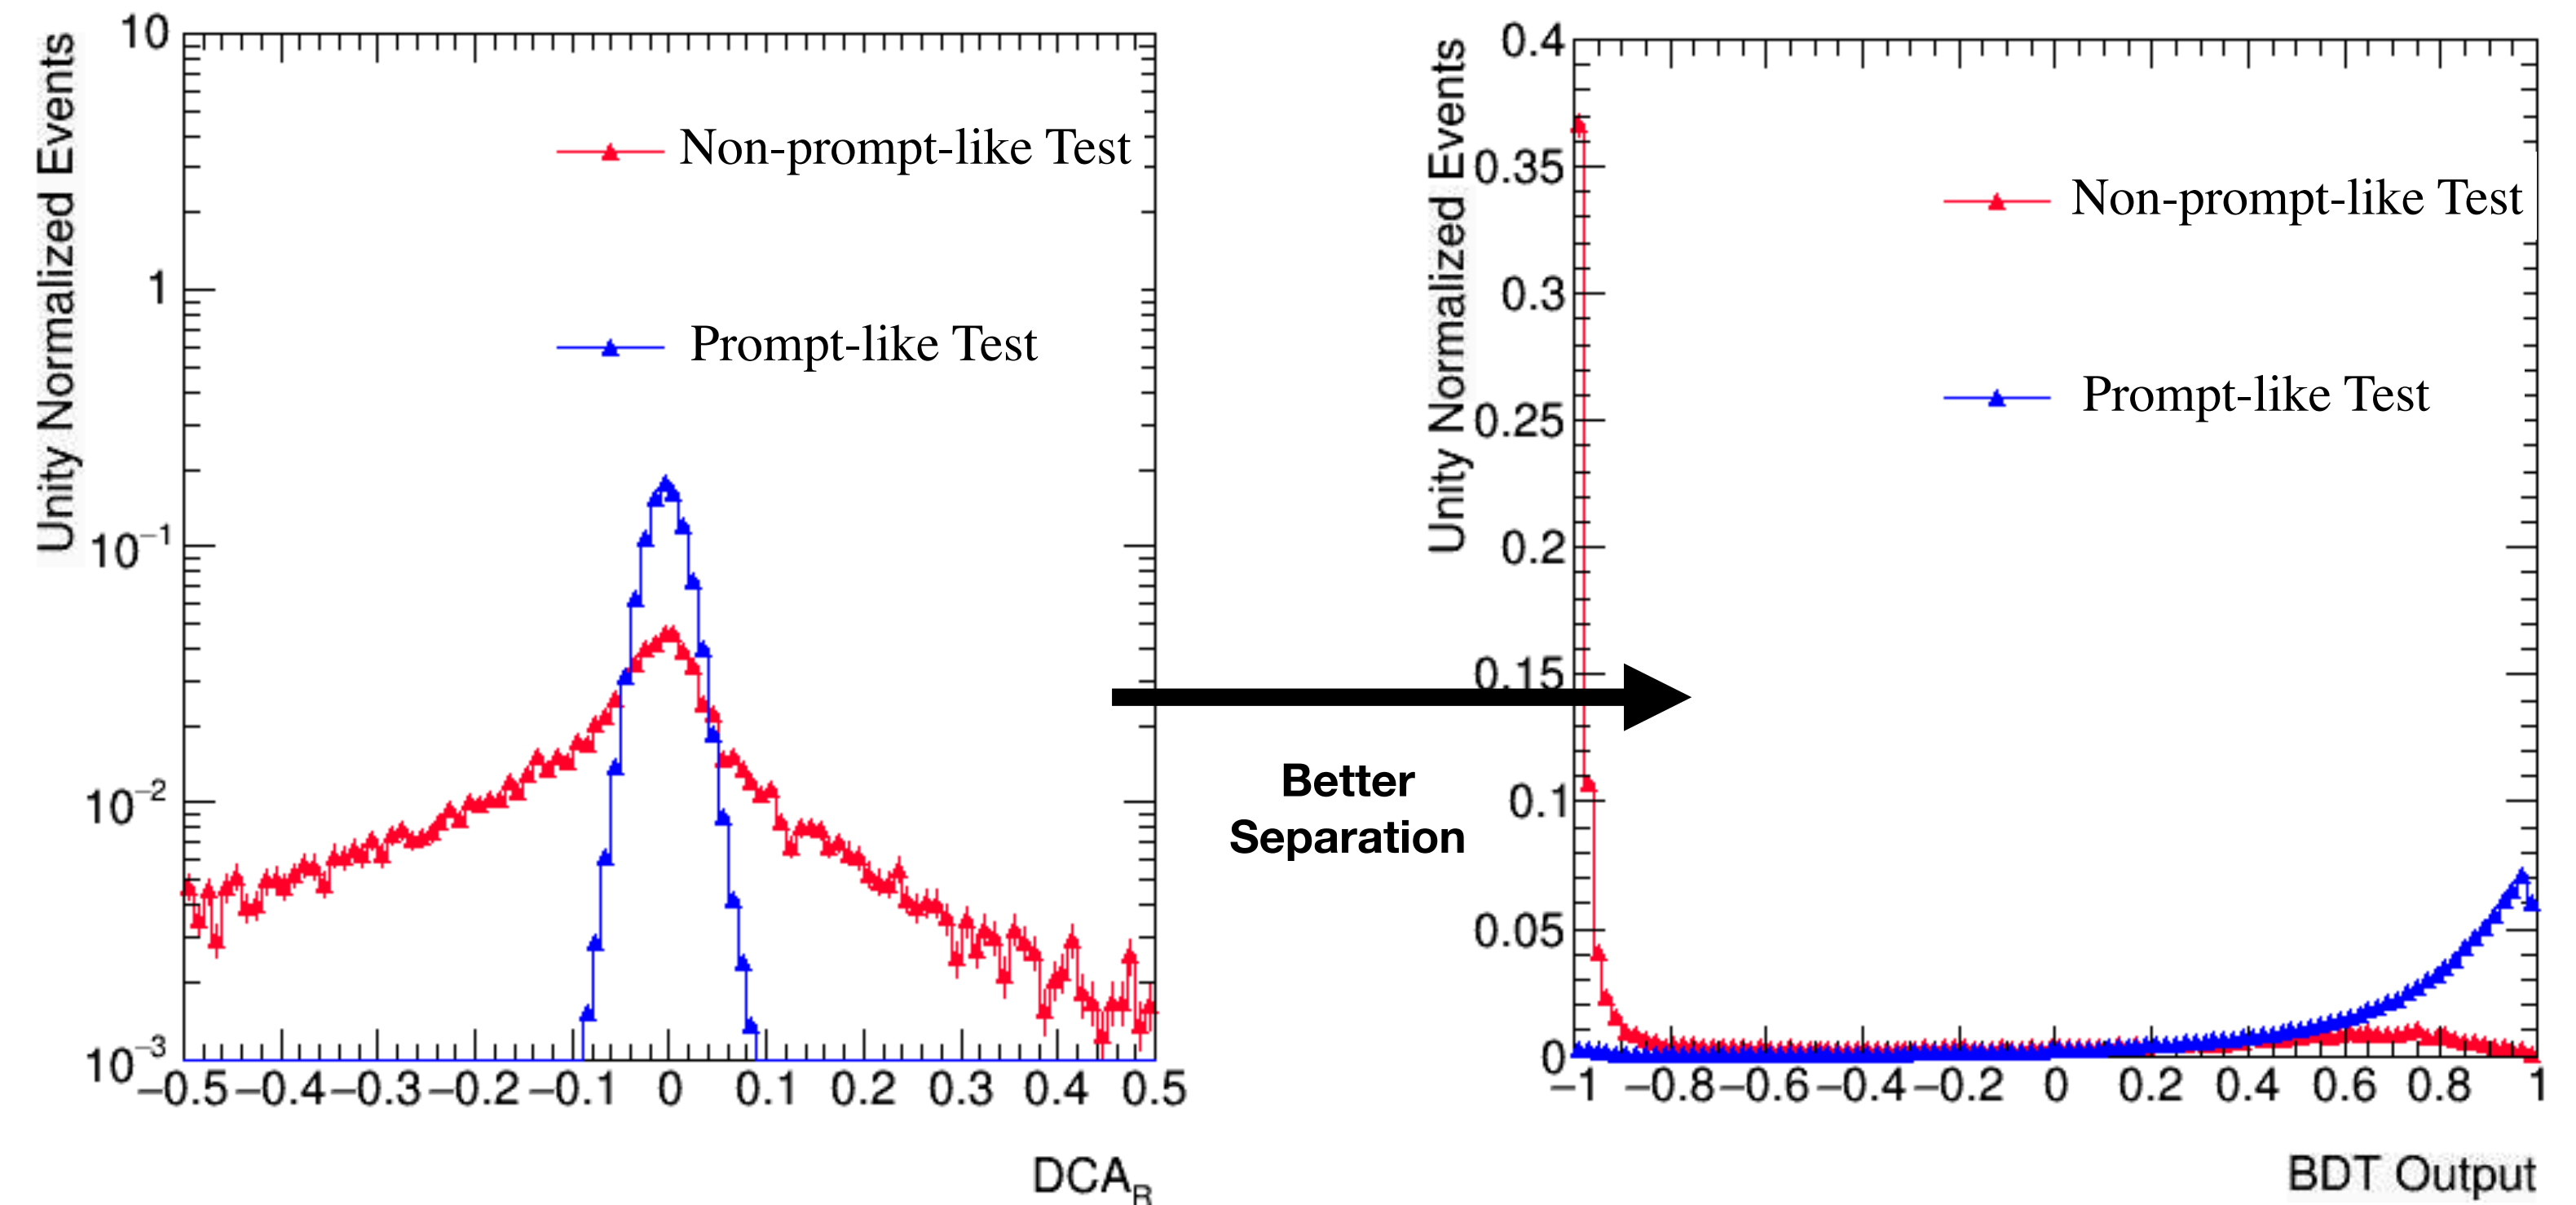 Unity Normalized Events
10
1
10⁻¹
10⁻²
10⁻³
Non-prompt-like Test
Prompt-like Test
−0.5 −0.4 −0.3 −0.2 −0.1 0 0.1 0.2 0.3 0.4 0.5
DCA_R
Better
Separation
Unity Normalized Events
0.4
0.35
0.3
0.25
0.2
0.15
0.1
0.05
0
Non-prompt-like Test
Prompt-like Test
−1 −0.8 −0.6 −0.4 −0.2 0 0.2 0.4 0.6 0.8 1
BDT Output